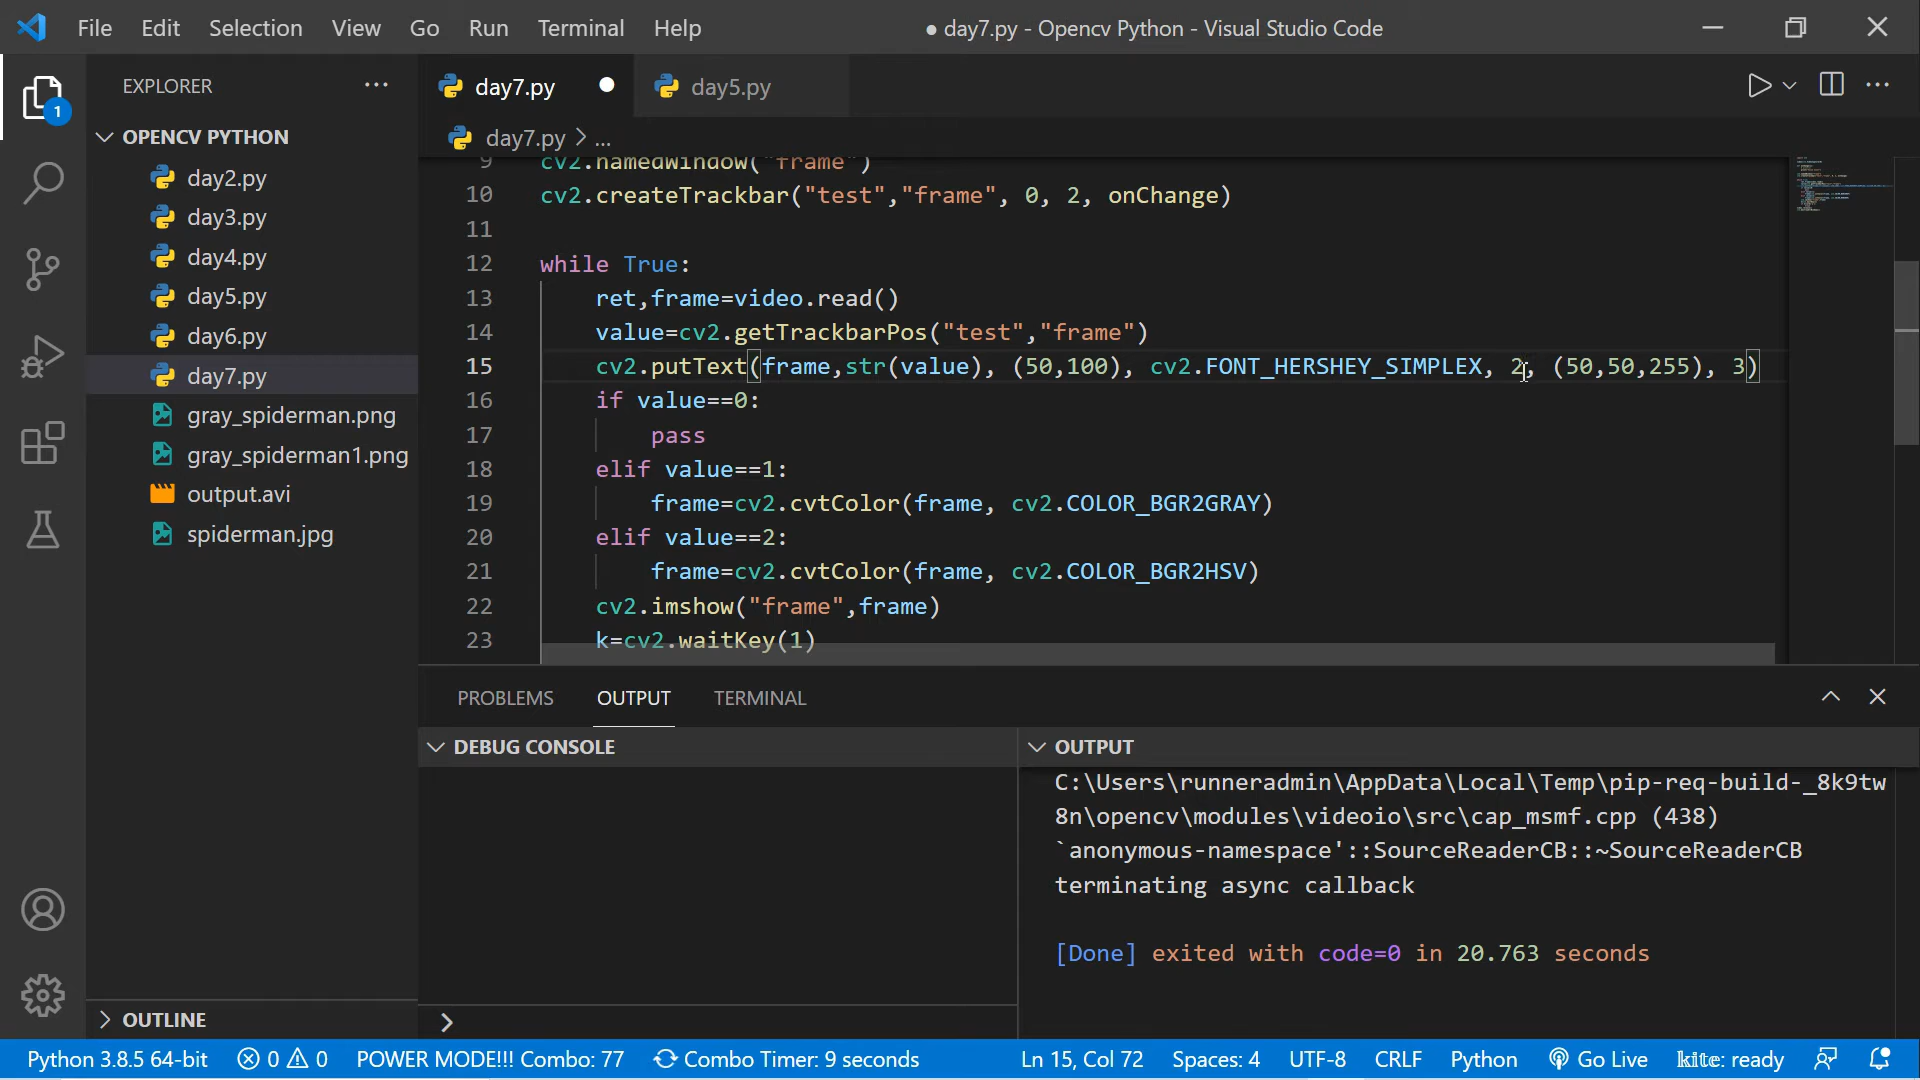 File Edit Selection View Go Run Terminal Help
● day7.py - Opencv Python - Visual Studio Code
1
EXPLORER
OPENCV PYTHON
day2.py
day3.py
day4.py
day5.py
day6.py
day7.py
gray_spiderman.png
gray_spiderman1.png
output.avi
spiderman.jpg
OUTLINE
day7.py ● day5.py
day7.py > ...
9 cv2.namedWindow("frame")
10 cv2.createTrackbar("test","frame", 0, 2, onChange)
11
12 while True:
13     ret,frame=video.read()
14     value=cv2.getTrackbarPos("test","frame")
15     cv2.putText(frame,str(value), (50,100), cv2.FONT_HERSHEY_SIMPLEX, 2, (50,50,255), 3)
16     if value==0:
17         pass
18     elif value==1:
19         frame=cv2.cvtColor(frame, cv2.COLOR_BGR2GRAY)
20     elif value==2:
21         frame=cv2.cvtColor(frame, cv2.COLOR_BGR2HSV)
22     cv2.imshow("frame",frame)
23     k=cv2.waitKey(1)
PROBLEMS OUTPUT TERMINAL
DEBUG CONSOLE
OUTPUT
C:\Users\runneradmin\AppData\Local\Temp\pip-req-build-_8k9tw
8n\opencv\modules\videoio\src\cap_msmf.cpp (438)
`anonymous-namespace'::SourceReaderCB::~SourceReaderCB
terminating async callback
[Done] exited with code=0 in 20.763 seconds
Python 3.8.5 64-bit 0 0 POWER MODE!!! Combo: 77 Combo Timer: 9 seconds Ln 15, Col 72 Spaces: 4 UTF-8 CRLF Python Go Live kite: ready